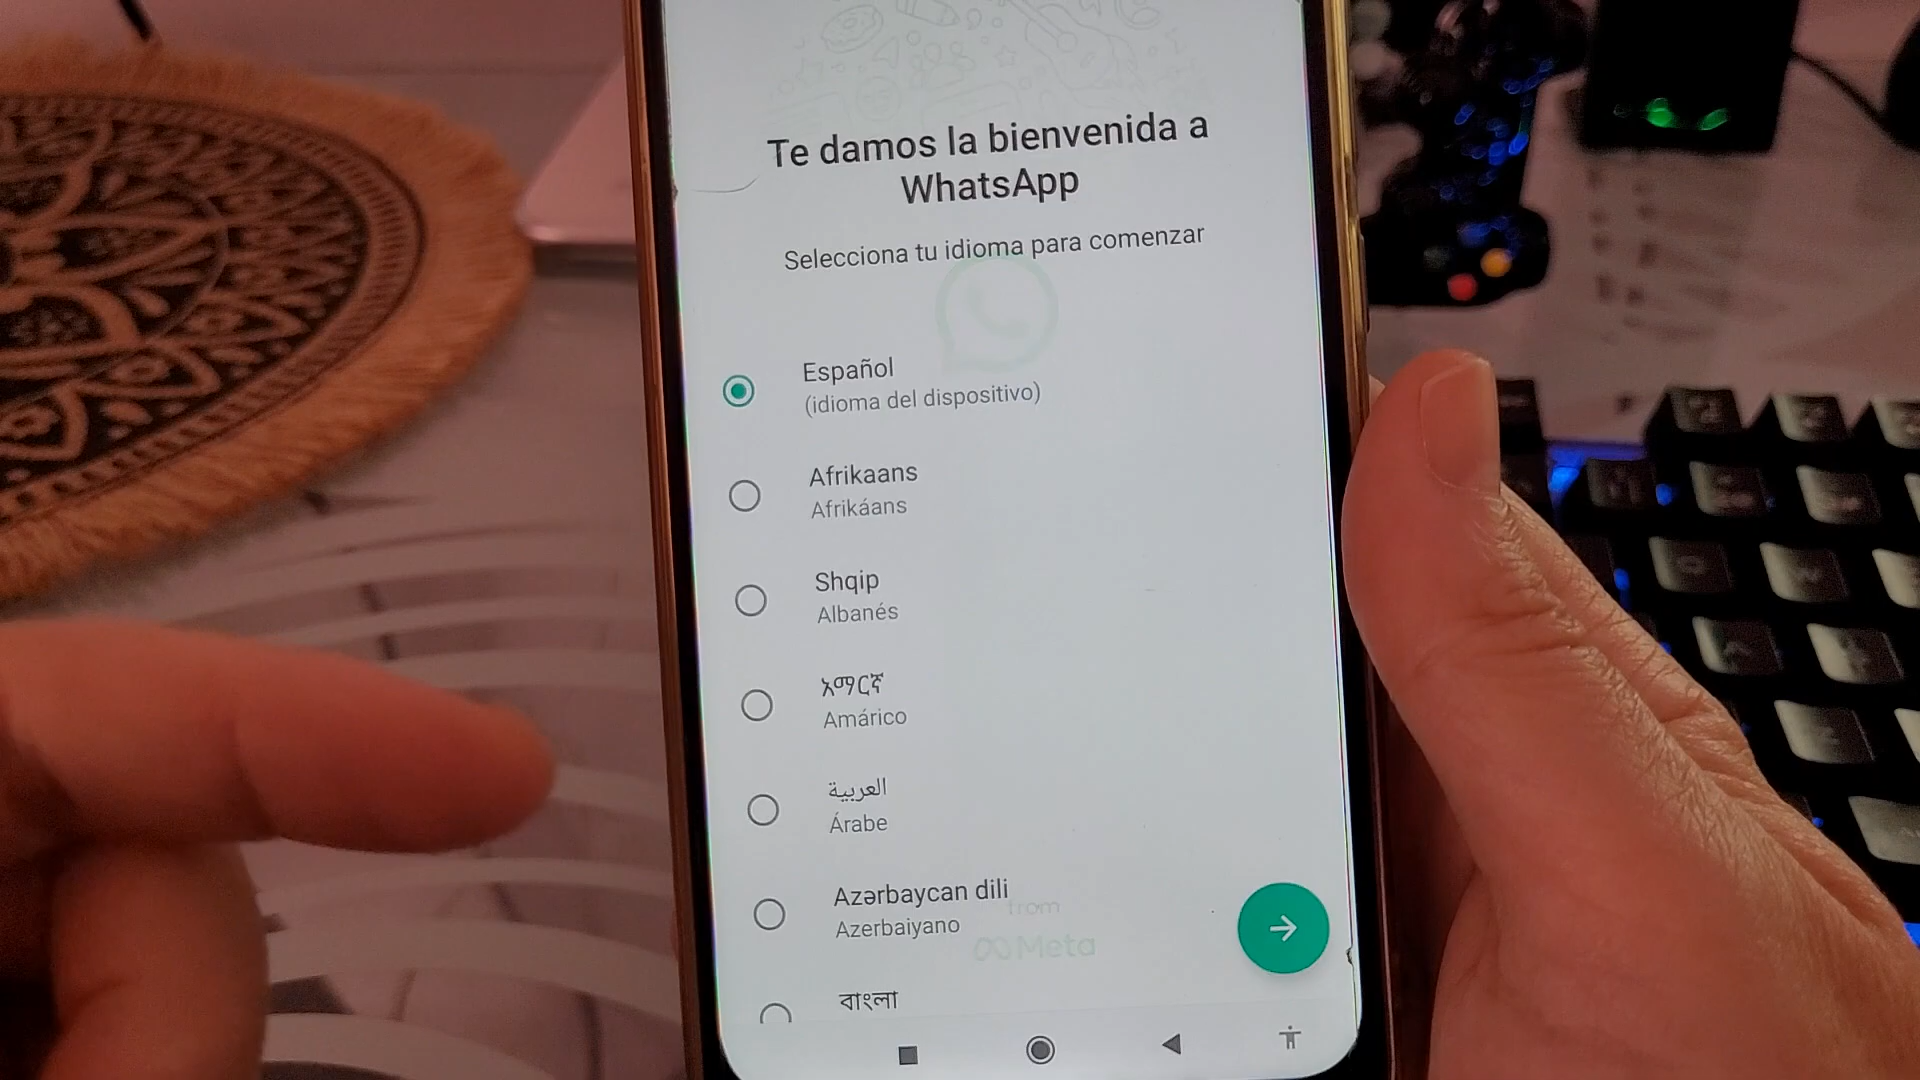 Te damos la bienvenida a
WhatsApp
Selecciona tu idioma para comenzar
Español
(idioma del dispositivo)
Afrikaans
Afrikáans
Shqip
Albanés
አማርኛ
Amárico
العربية
Árabe
Azərbaycan dili
Azerbaiyano
from
Meta
বাংলা